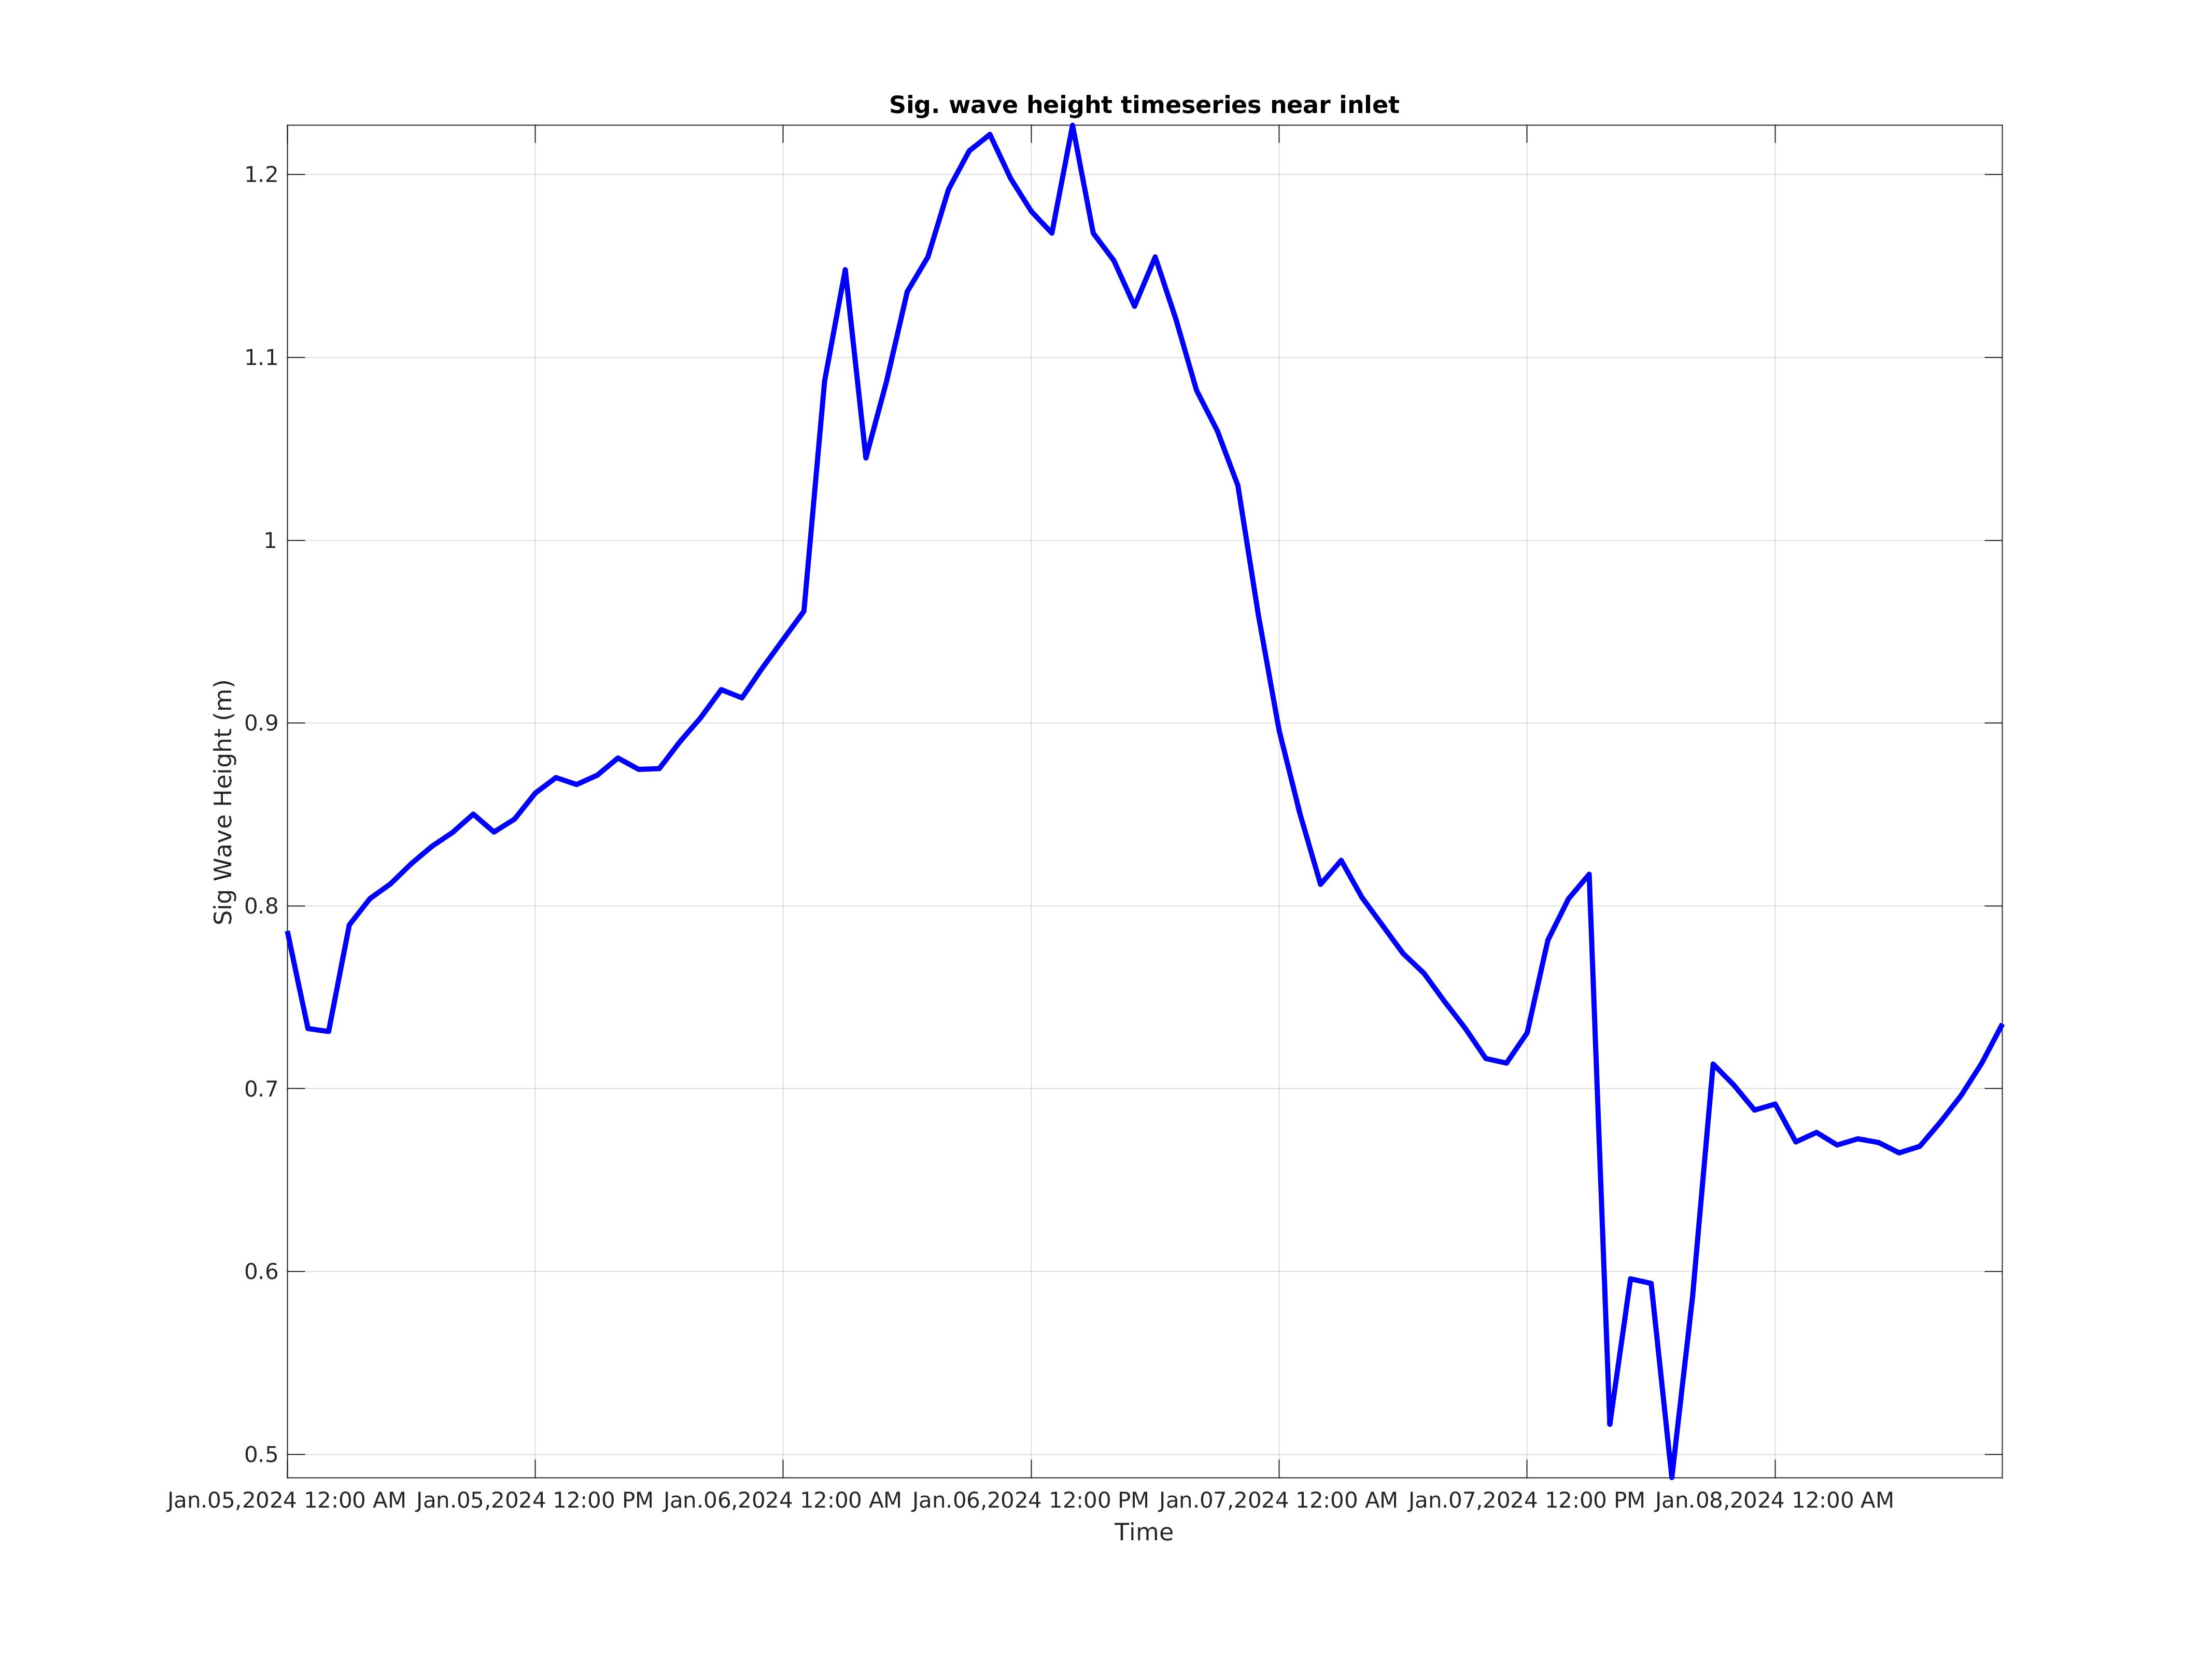 Sig. wave height timeseries near inlet
Sig Wave Height (m)
1.2
1.1
1
0.9
0.8
0.7
0.6
0.5
Jan.05,2024 12:00 AM Jan.05,2024 12:00 PM Jan.06,2024 12:00 AM Jan.06,2024 12:00 PM Jan.07,2024 12:00 AM Jan.07,2024 12:00 PM Jan.08,2024 12:00 AM
Time